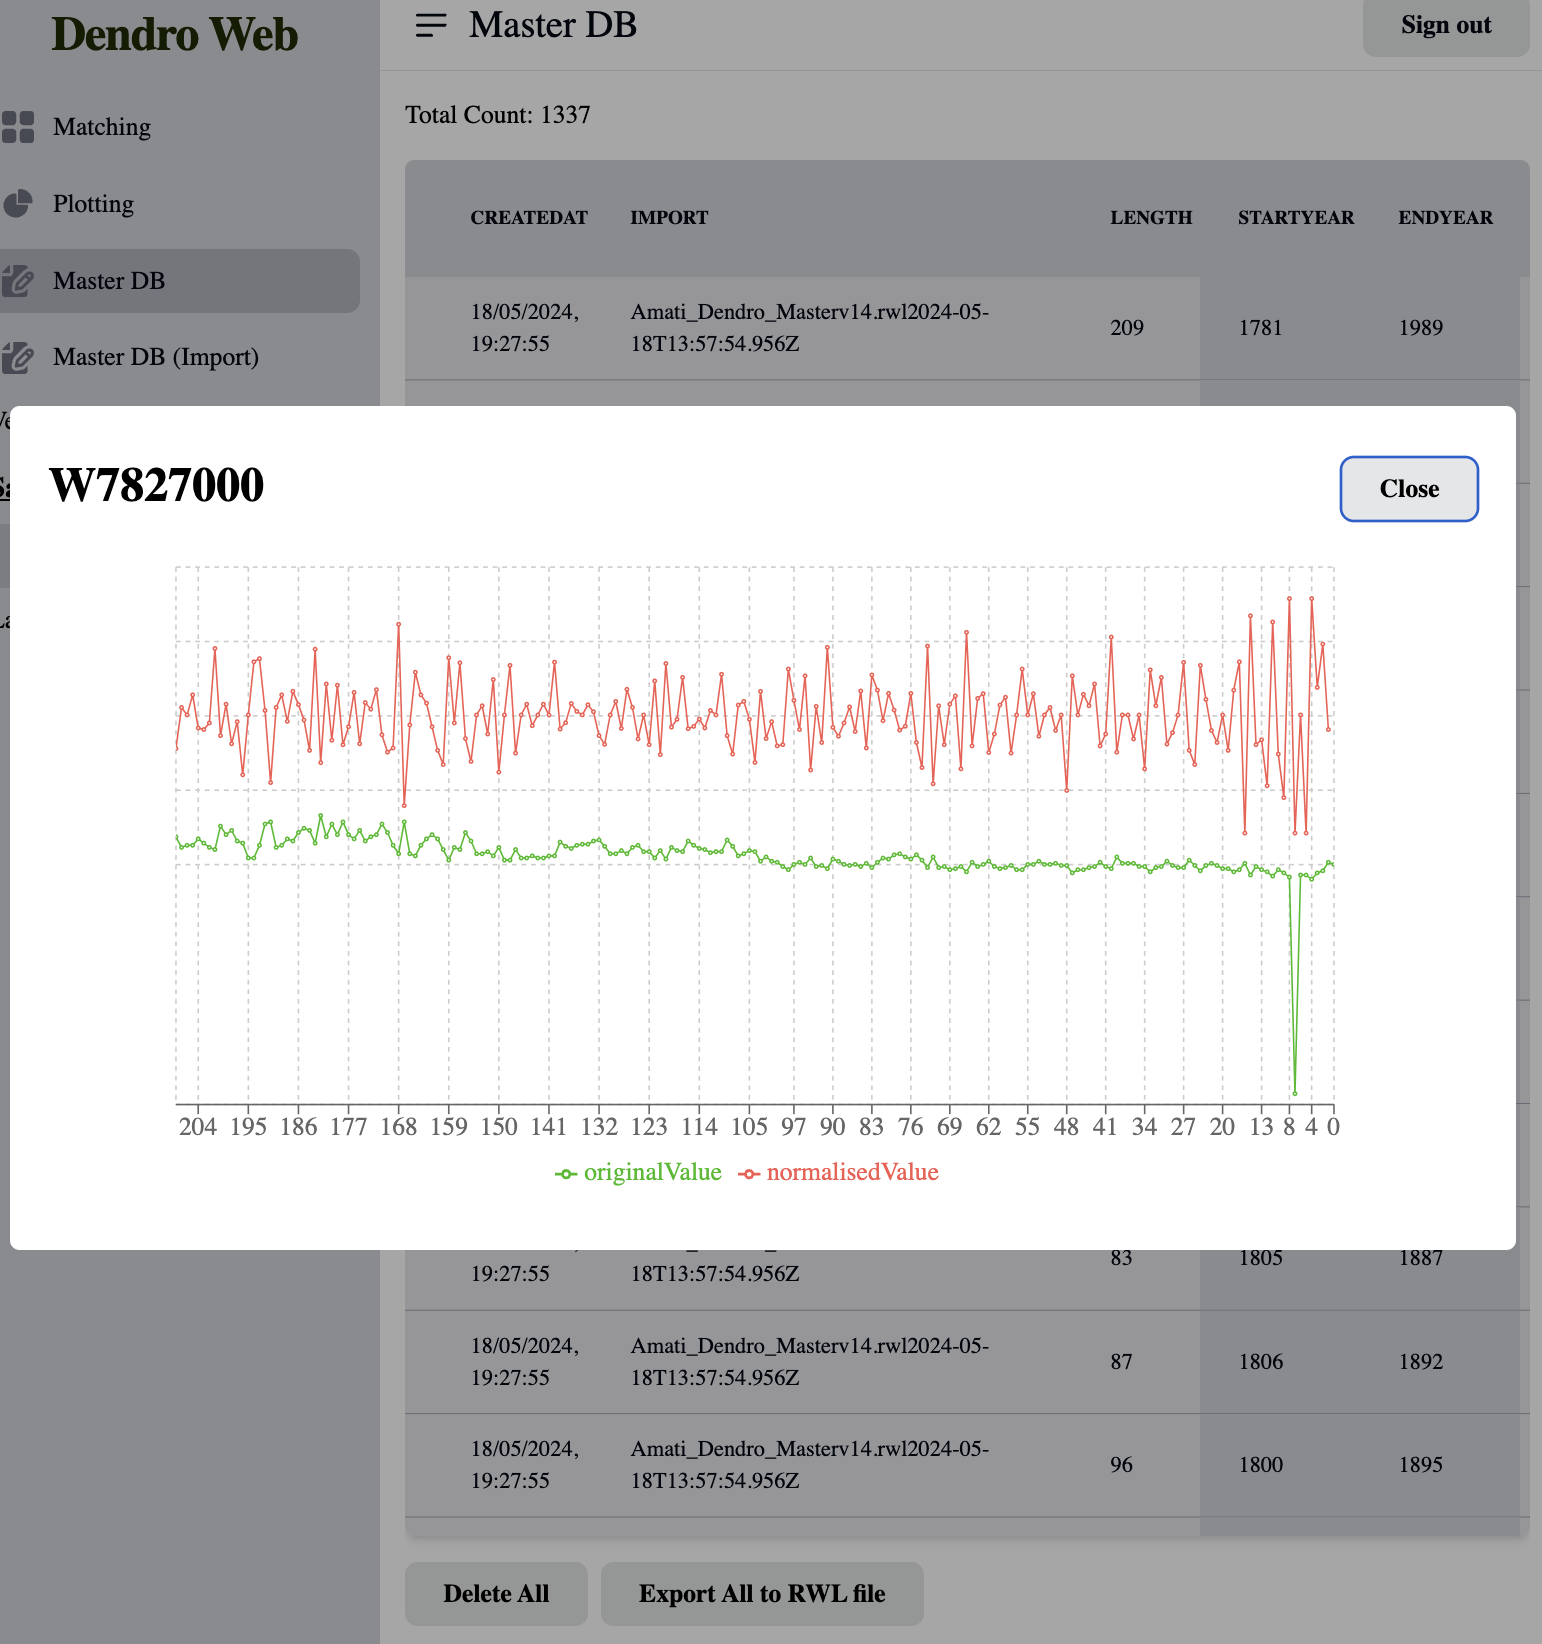 Dendro Web
Master DB
Sign out
Matching
Plotting
Master DB
Master DB (Import)
Total Count: 1337
CREATEDAT IMPORT LENGTH STARTYEAR ENDYEAR
18/05/2024, Amati_Dendro_Masterv14.rwl2024-05- 209 1781 1989
19:27:55 18T13:57:54.956Z
W7827000
Close
204 195 186 177 168 159 150 141 132 123 114 105 97 90 83 76 69 62 55 48 41 34 27 20 13 8 4 0
originalValue normalisedValue
83 1805 1887
19:27:55 18T13:57:54.956Z
18/05/2024, Amati_Dendro_Masterv14.rwl2024-05- 87 1806 1892
19:27:55 18T13:57:54.956Z
18/05/2024, Amati_Dendro_Masterv14.rwl2024-05- 96 1800 1895
19:27:55 18T13:57:54.956Z
Delete All
Export All to RWL file